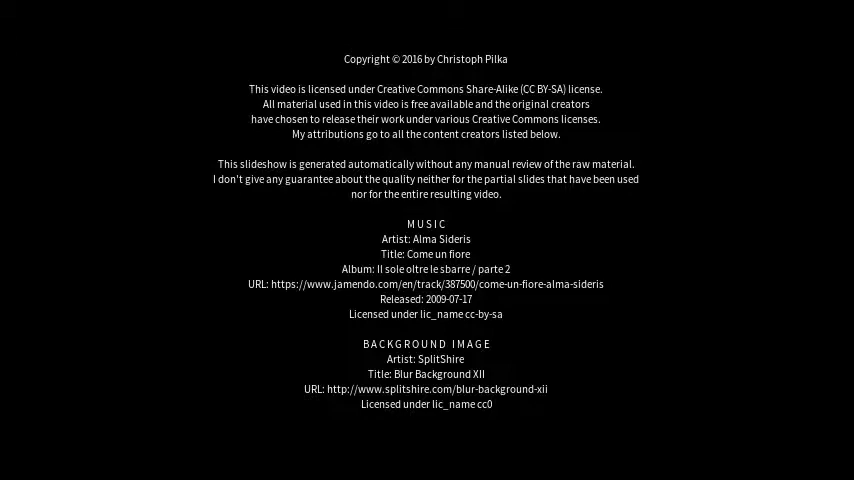 Copyright © 2016 by Christoph Pilka
This video is licensed under Creative Commons Share-Alike (CC BY-SA) license.
All material used in this video is free available and the original creators
have chosen to release their work under various Creative Commons licenses.
My attributions go to all the content creators listed below.
This slideshow is generated automatically without any manual review of the raw material.
I don't give any guarantee about the quality neither for the partial slides that have been used
nor for the entire resulting video.
M U S I C
Artist: Alma Sideris
Title: Come un fiore
Album: Il sole oltre le sbarre / parte 2
URL: https://www.jamendo.com/en/track/387500/come-un-fiore-alma-sideris
Released: 2009-07-17
Licensed under lic_name cc-by-sa
B A C K G R O U N D   I M A G E
Artist: SplitShire
Title: Blur Background XII
URL: http://www.splitshire.com/blur-background-xii
Licensed under lic_name cc0